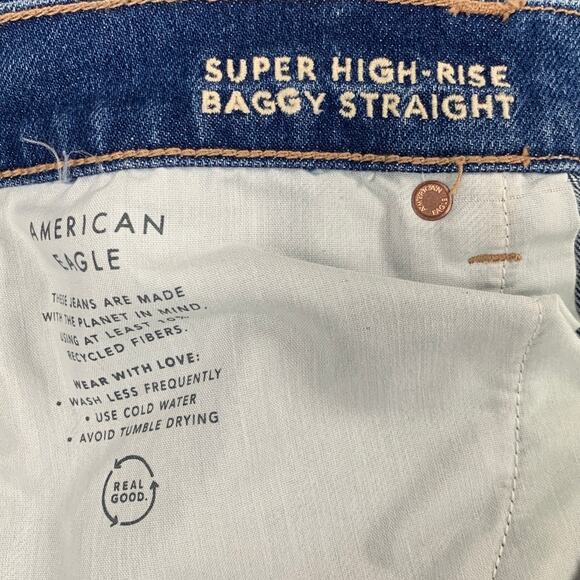 SUPER HIGH-RISE
BAGGY STRAIGHT
AMERICAN
EAGLE
THESE JEANS ARE MADE
WITH THE PLANET IN MIND,
USING AT LEAST 10%
RECYCLED FIBERS.
WEAR WITH LOVE:
• WASH LESS FREQUENTLY
• USE COLD WATER
• AVOID TUMBLE DRYING
REAL
GOOD.